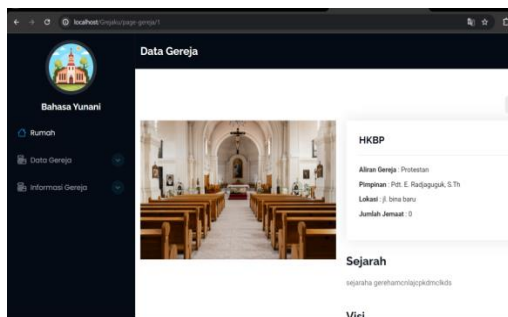 localhost/Grejaku/page-gereja/1
Data Gereja
Bahasa Yunani
Rumah
Data Gereja
Informasi Gereja
HKBP
Aliran Gereja : Protestan
Pimpinan : Pdt. E. Radjaguguk, S.Th
Lokasi : jl. bina baru
Jumlah Jemaat : 0
Sejarah
sejaraha gerehamcnlajcpkdmclkds
Visi